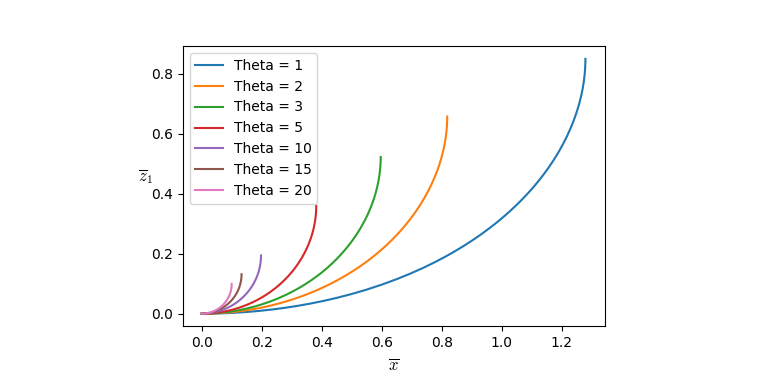 Theta = 1
Theta = 2
Theta = 3
Theta = 5
Theta = 10
Theta = 15
Theta = 20
0.8
0.6
0.4
0.2
0.0
z̅₁
0.0 0.2 0.4 0.6 0.8 1.0 1.2
x̅